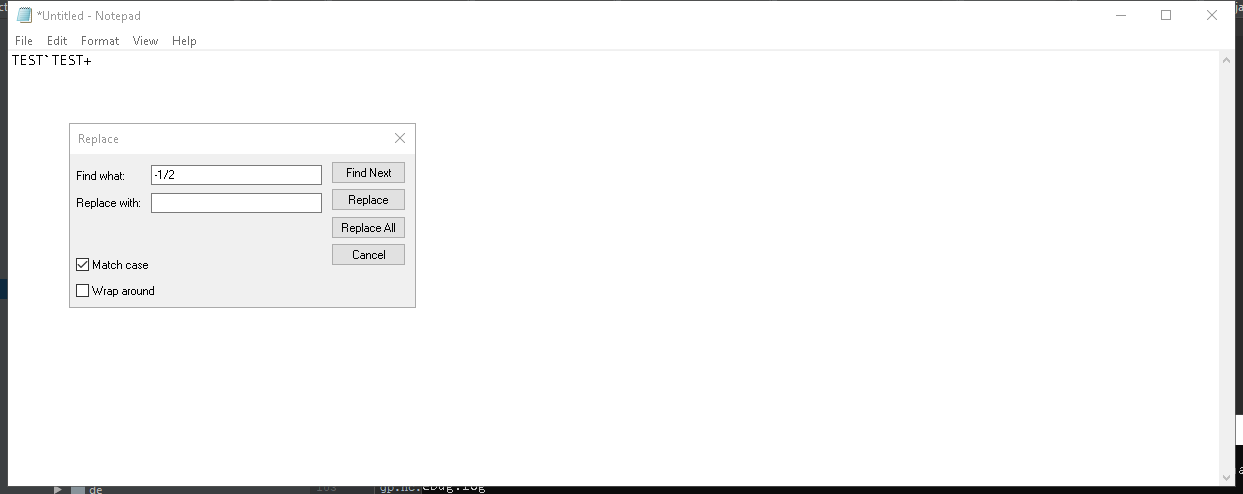 *Untitled - Notepad
File Edit Format View Help
TEST`TEST+
Replace
Find what: -1/2 Find Next
Replace with: Replace
Replace All
Cancel
Match case
Wrap around
de